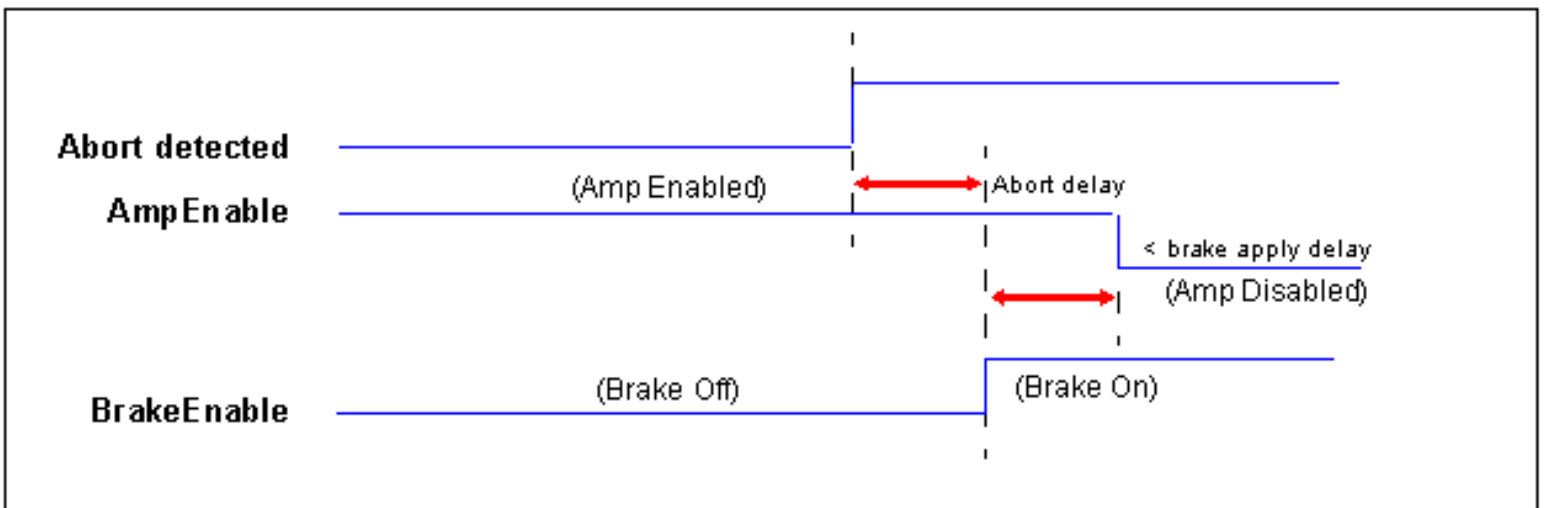 Abort detected
(Amp Enabled)
Abort delay
AmpEnable
< brake apply delay
(Amp Disabled)
(Brake Off)
(Brake On)
BrakeEnable